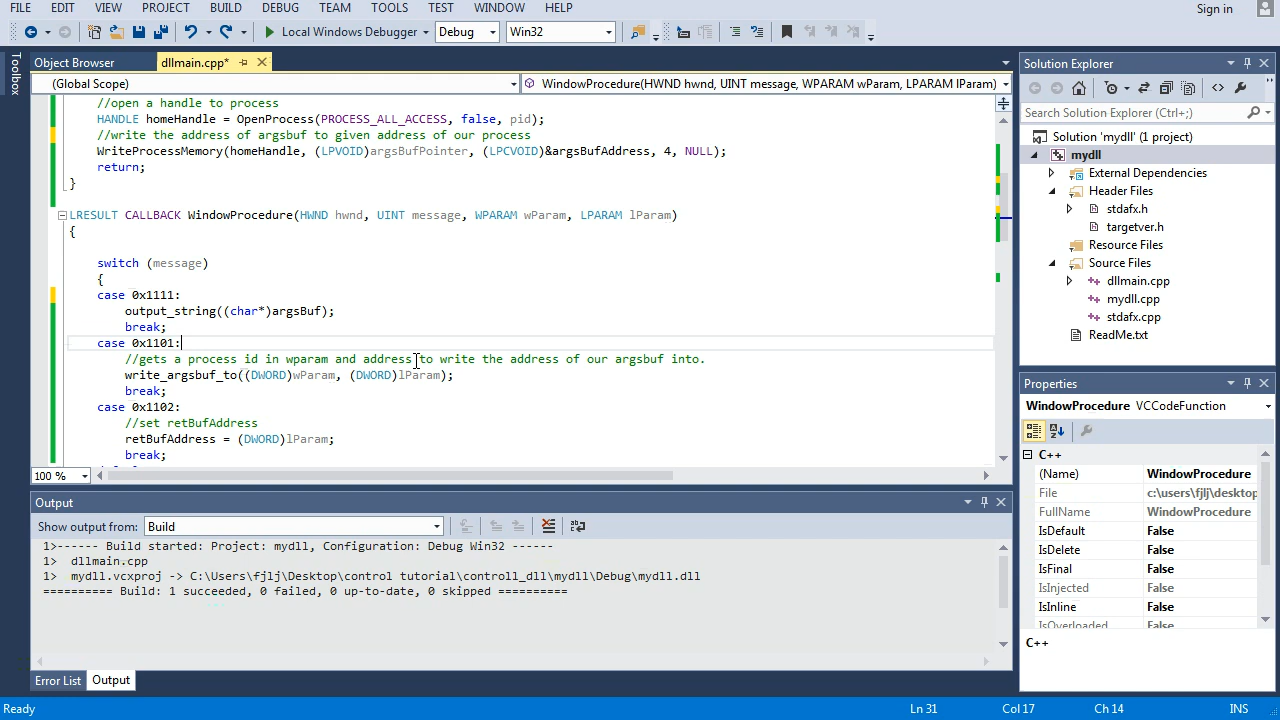 FILE EDIT VIEW PROJECT BUILD DEBUG TEAM TOOLS TEST WINDOW HELP Sign in
Local Windows Debugger Debug Win32
Toolbox
Object Browser dllmain.cpp*
(Global Scope) WindowProcedure(HWND hwnd, UINT message, WPARAM wParam, LPARAM lParam)
//open a handle to process
HANDLE homeHandle = OpenProcess(PROCESS_ALL_ACCESS, false, pid);
//write the address of argsbuf to given address of our process
WriteProcessMemory(homeHandle, (LPVOID)argsBufPointer, (LPCVOID)&argsBufAddress, 4, NULL);
return;
}
LRESULT CALLBACK WindowProcedure(HWND hwnd, UINT message, WPARAM wParam, LPARAM lParam)
{
switch (message)
{
case 0x1111:
output_string((char*)argsBuf);
break;
case 0x1101:
//gets a process id in wparam and address to write the address of our argsbuf into.
write_argsbuf_to((DWORD)wParam, (DWORD)lParam);
break;
case 0x1102:
//set retBufAddress
retBufAddress = (DWORD)lParam;
break;
100 %
Output
Show output from: Build
1>------ Build started: Project: mydll, Configuration: Debug Win32 ------
1> dllmain.cpp
1> mydll.vcxproj -> C:\Users\fjlj\Desktop\control tutorial\controll_dll\mydll\Debug\mydll.dll
========== Build: 1 succeeded, 0 failed, 0 up-to-date, 0 skipped ==========
Error List Output
Solution Explorer
Search Solution Explorer (Ctrl+;)
Solution 'mydll' (1 project)
mydll
External Dependencies
Header Files
stdafx.h
targetver.h
Resource Files
Source Files
dllmain.cpp
mydll.cpp
stdafx.cpp
ReadMe.txt
Properties
WindowProcedure VCCodeFunction
C++
(Name) WindowProcedure
File c:\users\fjlj\desktop
FullName WindowProcedure
IsDefault False
IsDelete False
IsFinal False
IsInjected False
IsInline False
IsOverloaded False
C++
Ready Ln 31 Col 17 Ch 14 INS